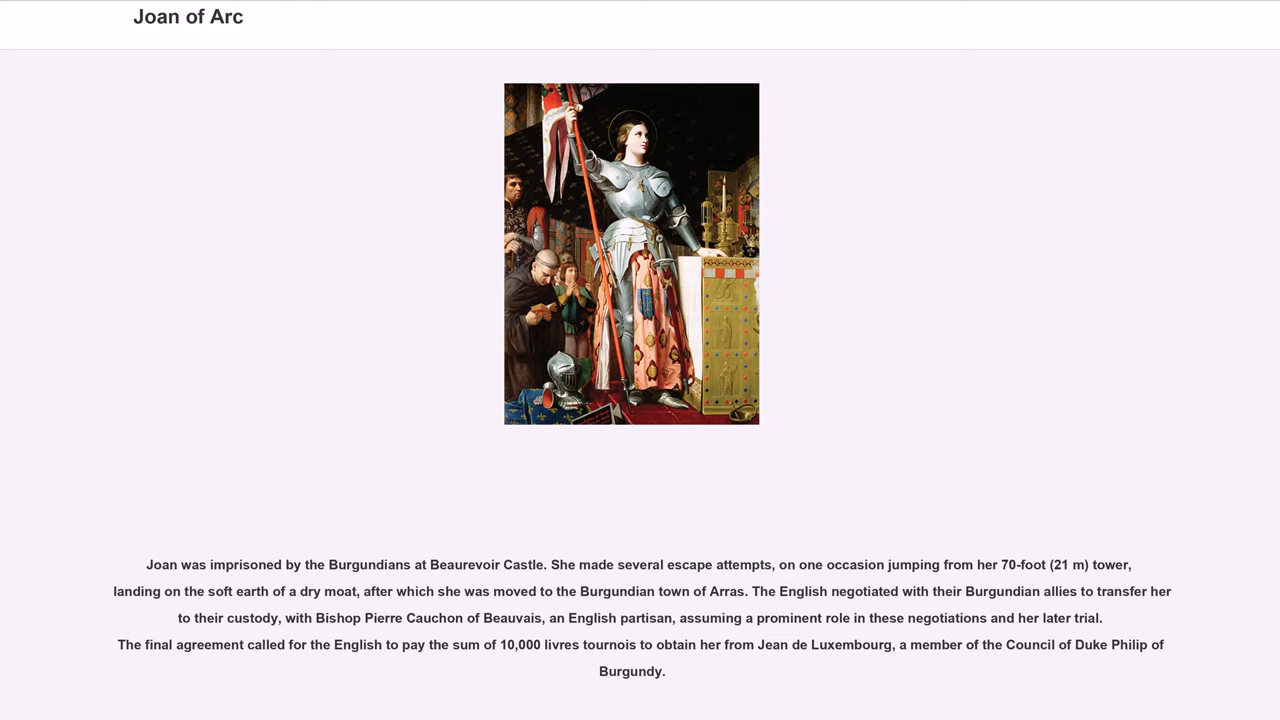 Joan of Arc
Joan was imprisoned by the Burgundians at Beaurevoir Castle. She made several escape attempts, on one occasion jumping from her 70-foot (21 m) tower,
landing on the soft earth of a dry moat, after which she was moved to the Burgundian town of Arras. The English negotiated with their Burgundian allies to transfer her
to their custody, with Bishop Pierre Cauchon of Beauvais, an English partisan, assuming a prominent role in these negotiations and her later trial.
The final agreement called for the English to pay the sum of 10,000 livres tournois to obtain her from Jean de Luxembourg, a member of the Council of Duke Philip of
Burgundy.